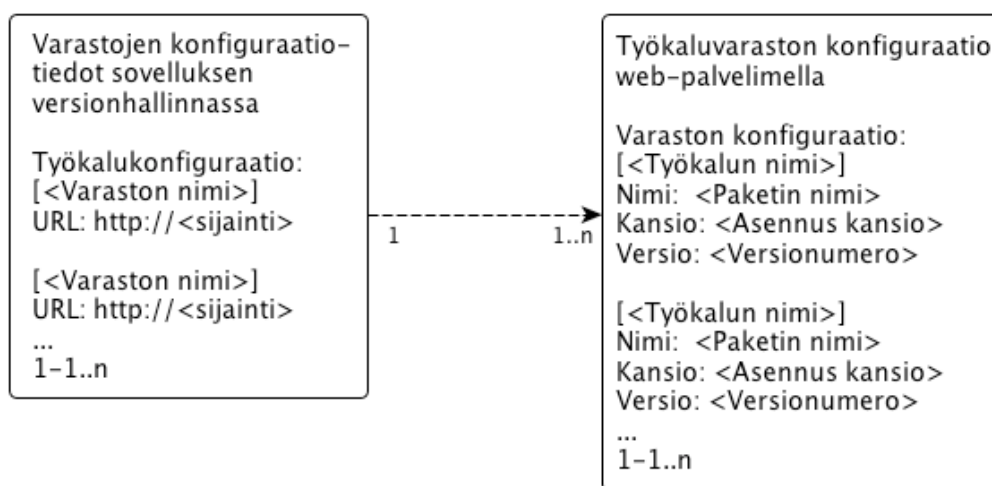 Varastojen konfiguraatio-
tiedot sovelluksen
versionhallinnassa
Työkalukonfiguraatio:
[<Varaston nimi>]
URL: http://<sijainti>
[<Varaston nimi>]
URL: http://<sijainti>
...
1-1..n
1
1..n
Työkaluvaraston konfiguraatio
web-palvelimella
Varaston konfiguraatio:
[<Työkalun nimi>]
Nimi: <Paketin nimi>
Kansio: <Asennus kansio>
Versio: <Versionumero>
[<Työkalun nimi>]
Nimi: <Paketin nimi>
Kansio: <Asennus kansio>
Versio: <Versionumero>
...
1-1..n